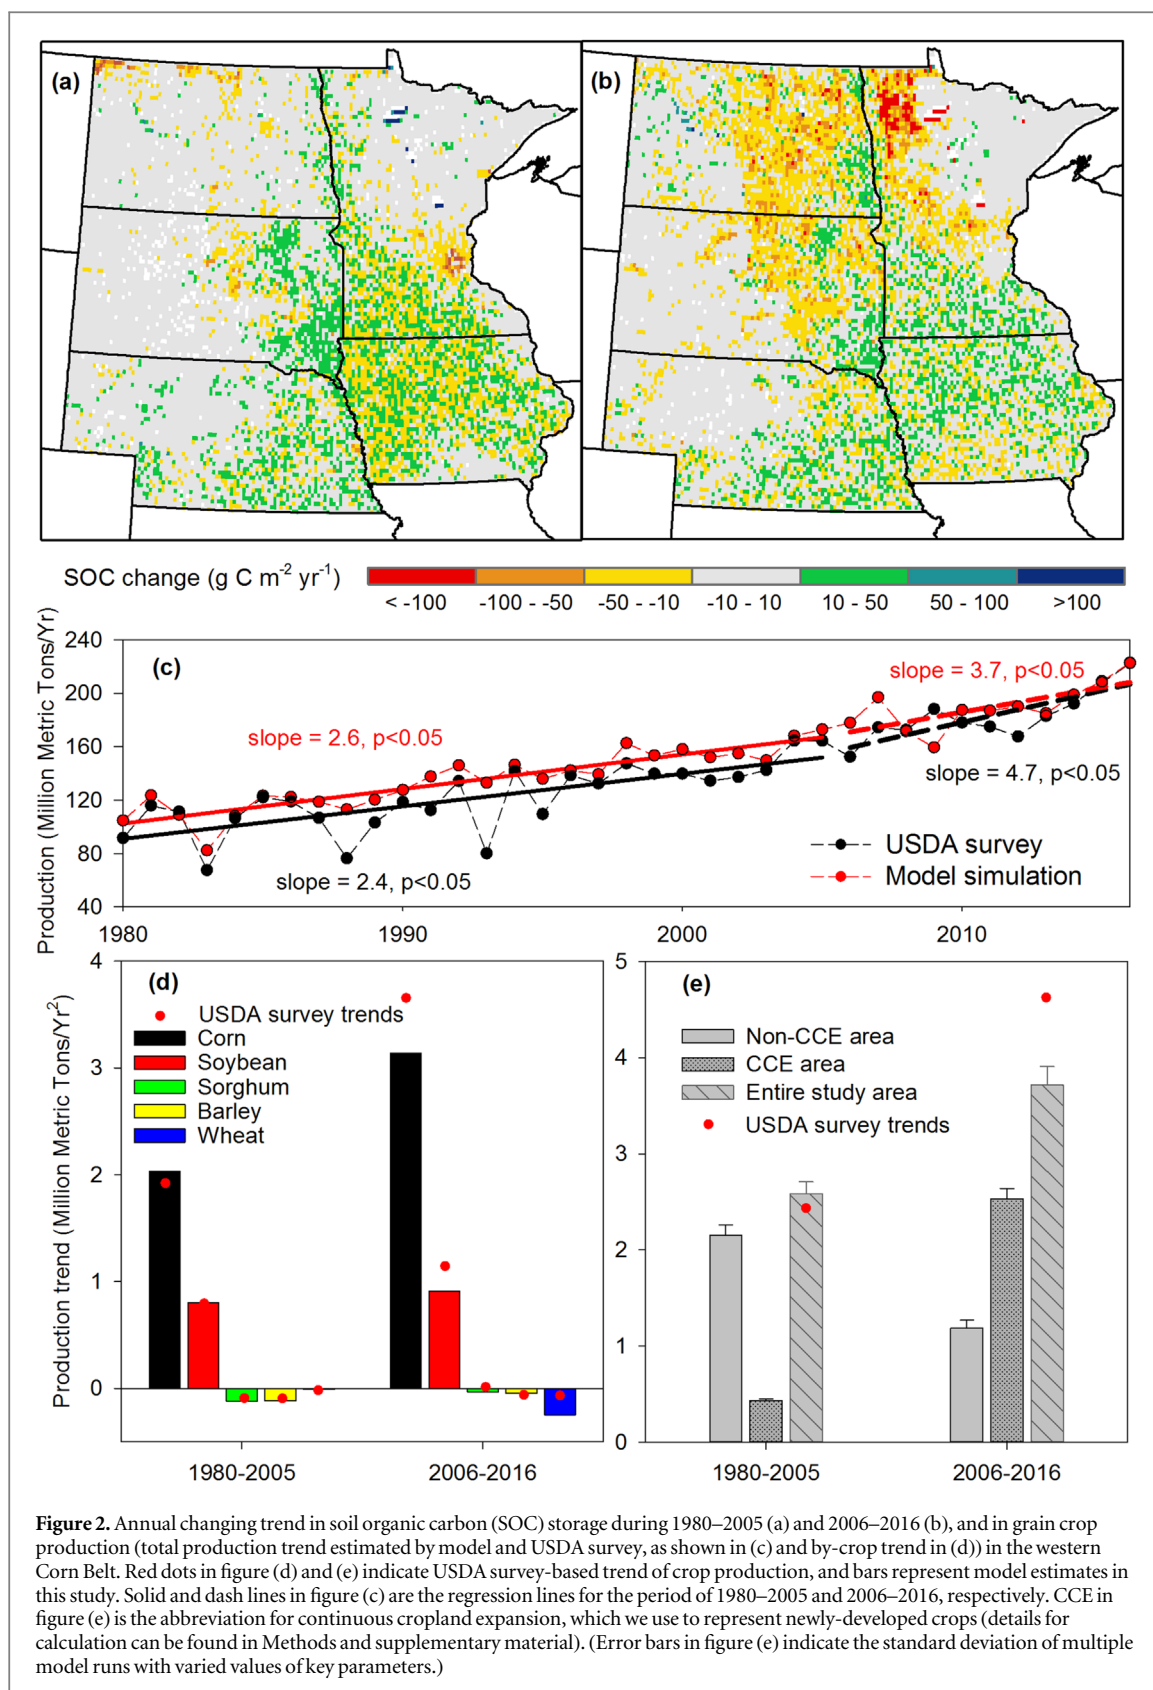 (a)
(b)
SOC change (g C m-2 yr-1)
< -100
-100 - -50
-50 - -10
-10 - 10
10 - 50
50 - 100
>100
Production (Million Metric Tons/Yr)
240
200
160
120
80
40
(c)
slope = 2.6, p<0.05
slope = 3.7, p<0.05
slope = 2.4, p<0.05
slope = 4.7, p<0.05
USDA survey
Model simulation
1980
1990
2000
2010
Production trend (Million Metric Tons/Yr2)
4
3
2
1
0
(d)
USDA survey trends
Corn
Soybean
Sorghum
Barley
Wheat
1980-2005
2006-2016
5
4
3
2
1
0
(e)
Non-CCE area
CCE area
Entire study area
USDA survey trends
1980-2005
2006-2016
Figure 2. Annual changing trend in soil organic carbon (SOC) storage during 1980–2005 (a) and 2006–2016 (b), and in grain crop
production (total production trend estimated by model and USDA survey, as shown in (c) and by-crop trend in (d)) in the western
Corn Belt. Red dots in figure (d) and (e) indicate USDA survey-based trend of crop production, and bars represent model estimates in
this study. Solid and dash lines in figure (c) are the regression lines for the period of 1980–2005 and 2006–2016, respectively. CCE in
figure (e) is the abbreviation for continuous cropland expansion, which we use to represent newly-developed crops (details for
calculation can be found in Methods and supplementary material). (Error bars in figure (e) indicate the standard deviation of multiple
model runs with varied values of key parameters.)